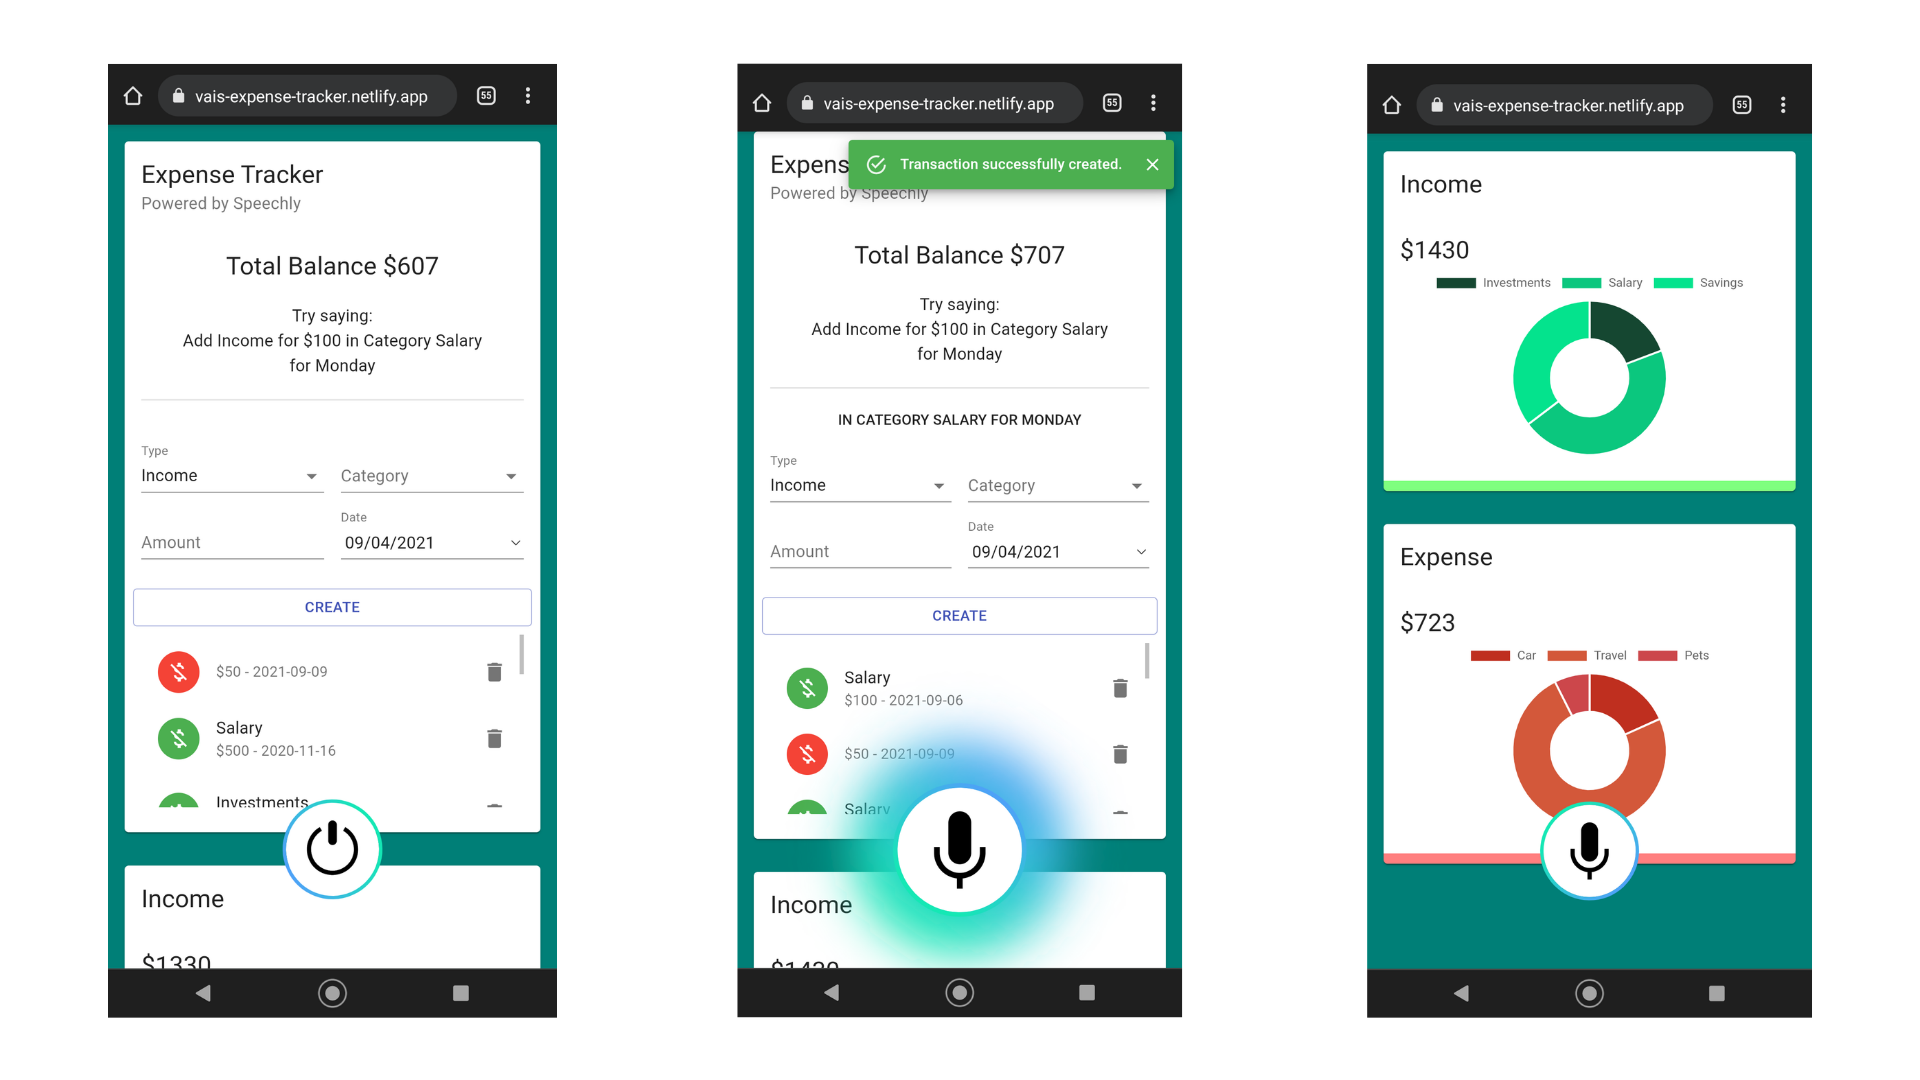 vais-expense-tracker.netlify.app
55
Expense Tracker
Powered by Speechly
Total Balance $607
Try saying:
Add Income for $100 in Category Salary
for Monday
Type
Income
Category
Amount
Date
09/04/2021
CREATE
$50 - 2021-09-09
Salary
$500 - 2020-11-16
Investments
Income
$1330
vais-expense-tracker.netlify.app
55
Expens
Transaction successfully created.
Powered by Speechly
Total Balance $707
Try saying:
Add Income for $100 in Category Salary
for Monday
IN CATEGORY SALARY FOR MONDAY
Type
Income
Category
Amount
Date
09/04/2021
CREATE
Salary
$100 - 2021-09-06
$50 - 2021-09-09
Salary
Income
$1430
vais-expense-tracker.netlify.app
55
Income
$1430
Investments
Salary
Savings
Expense
$723
Car
Travel
Pets